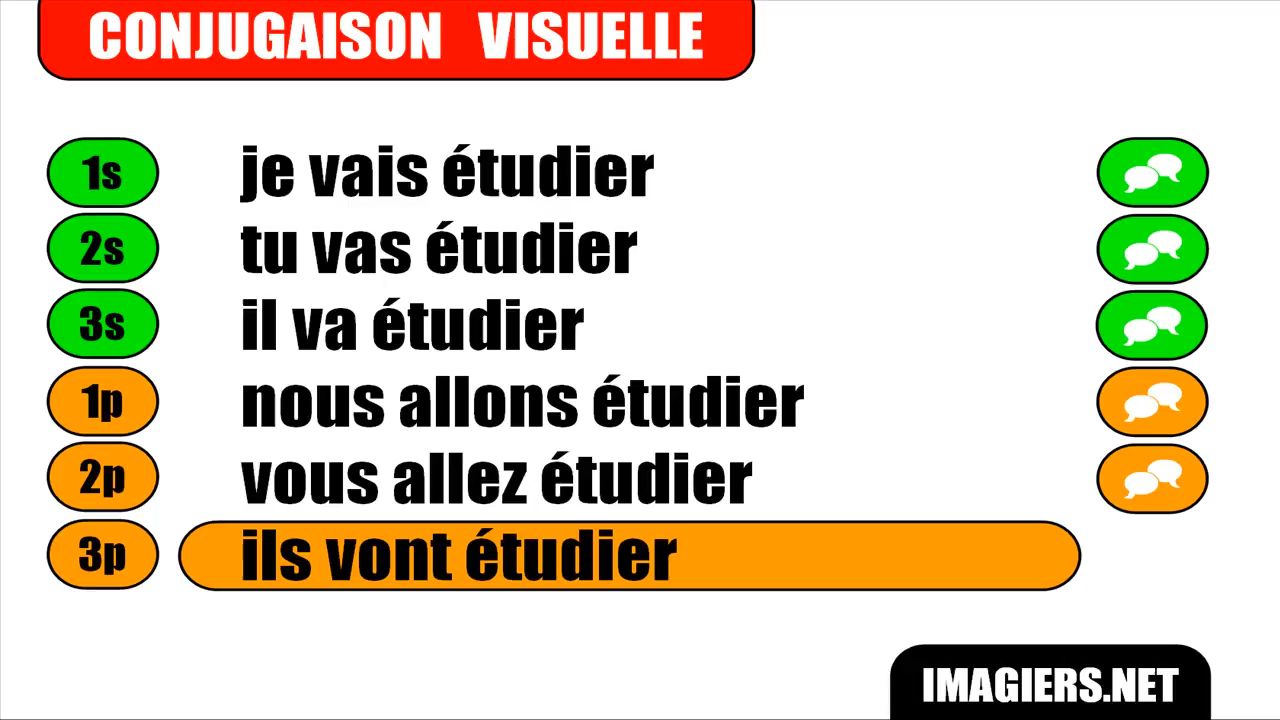 CONJUGAISON VISUELLE
1s je vais étudier
2s tu vas étudier
3s il va étudier
1p nous allons étudier
2p vous allez étudier
3p ils vont étudier
IMAGIERS.NET